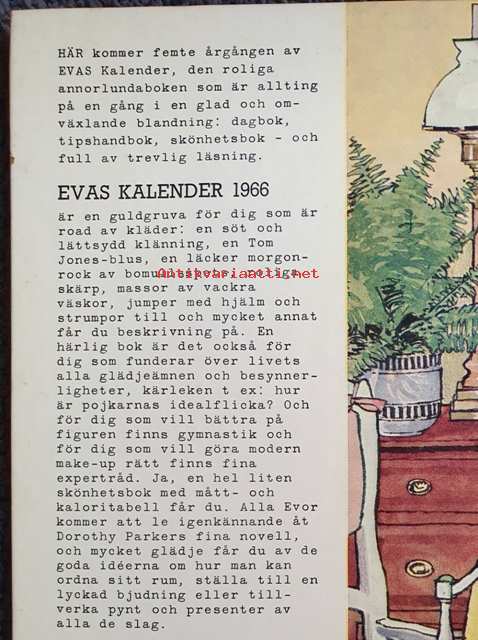 HÄR kommer femte årgången av
EVAS Kalender, den roliga
annorlundaboken som är allting
på en gång i en glad och om-
växlande blandning: dagbok,
tipshandbok, skönhetsbok - och
full av trevlig läsning.
EVAS KALENDER 1966
är en guldgruva för dig som är
road av kläder: en söt och
lättsydd klänning, en Tom
Jones-blus, en läcker morgon-
rock av bomullslakan, roliga
Antikvariaatti.net
skärp, massor av vackra
väskor, jumper med hjälm och
strumpor till och mycket annat
får du beskrivning på. En
härlig bok är det också för
dig som funderar över livets
alla glädjeämnen och besynner-
ligheter, kärleken t ex: hur
är pojkarnas idealflicka? Och
för dig som vill bättra på
figuren finns gymnastik och
för dig som vill göra modern
make-up rätt finns fina
expertråd. Ja, en hel liten
skönhetsbok med mått- och
kaloritabell får du. Alla Evor
kommer att le igenkännande åt
Dorothy Parkers fina novell,
och mycket glädje får du av de
goda idéerna om hur man kan
ordna sitt rum, ställa till en
lyckad bjudning eller till-
verka pynt och presenter av
alla de slag.